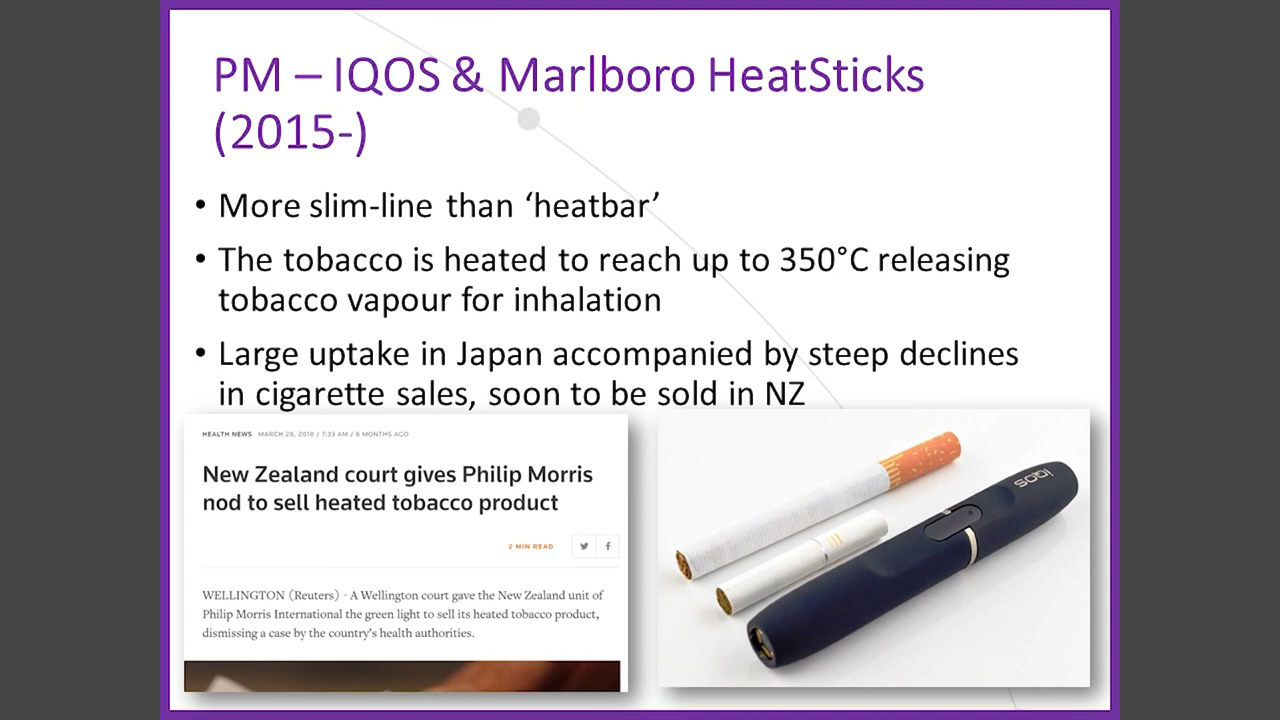 PM – IQOS & Marlboro HeatSticks
(2015-)
• More slim-line than ‘heatbar’
• The tobacco is heated to reach up to 350°C releasing
tobacco vapour for inhalation
• Large uptake in Japan accompanied by steep declines
in cigarette sales, soon to be sold in NZ
HEALTH NEWS MARCH 28, 2018 / 7:33 AM / 6 MONTHS AGO
New Zealand court gives Philip Morris
nod to sell heated tobacco product
2 MIN READ
WELLINGTON (Reuters) - A Wellington court gave the New Zealand unit of
Philip Morris International the green light to sell its heated tobacco product,
dismissing a case by the country’s health authorities.
IQOS